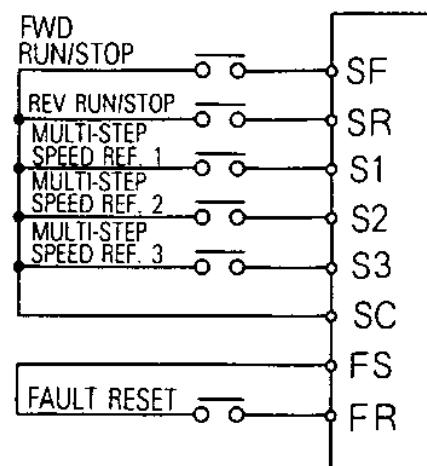 FWD
RUN/STOP
SF
REV RUN/STOP
SR
MULTI-STEP
SPEED REF. 1
S1
MULTI-STEP
SPEED REF. 2
S2
MULTI-STEP
SPEED REF. 3
S3
SC
FS
FAULT RESET
FR